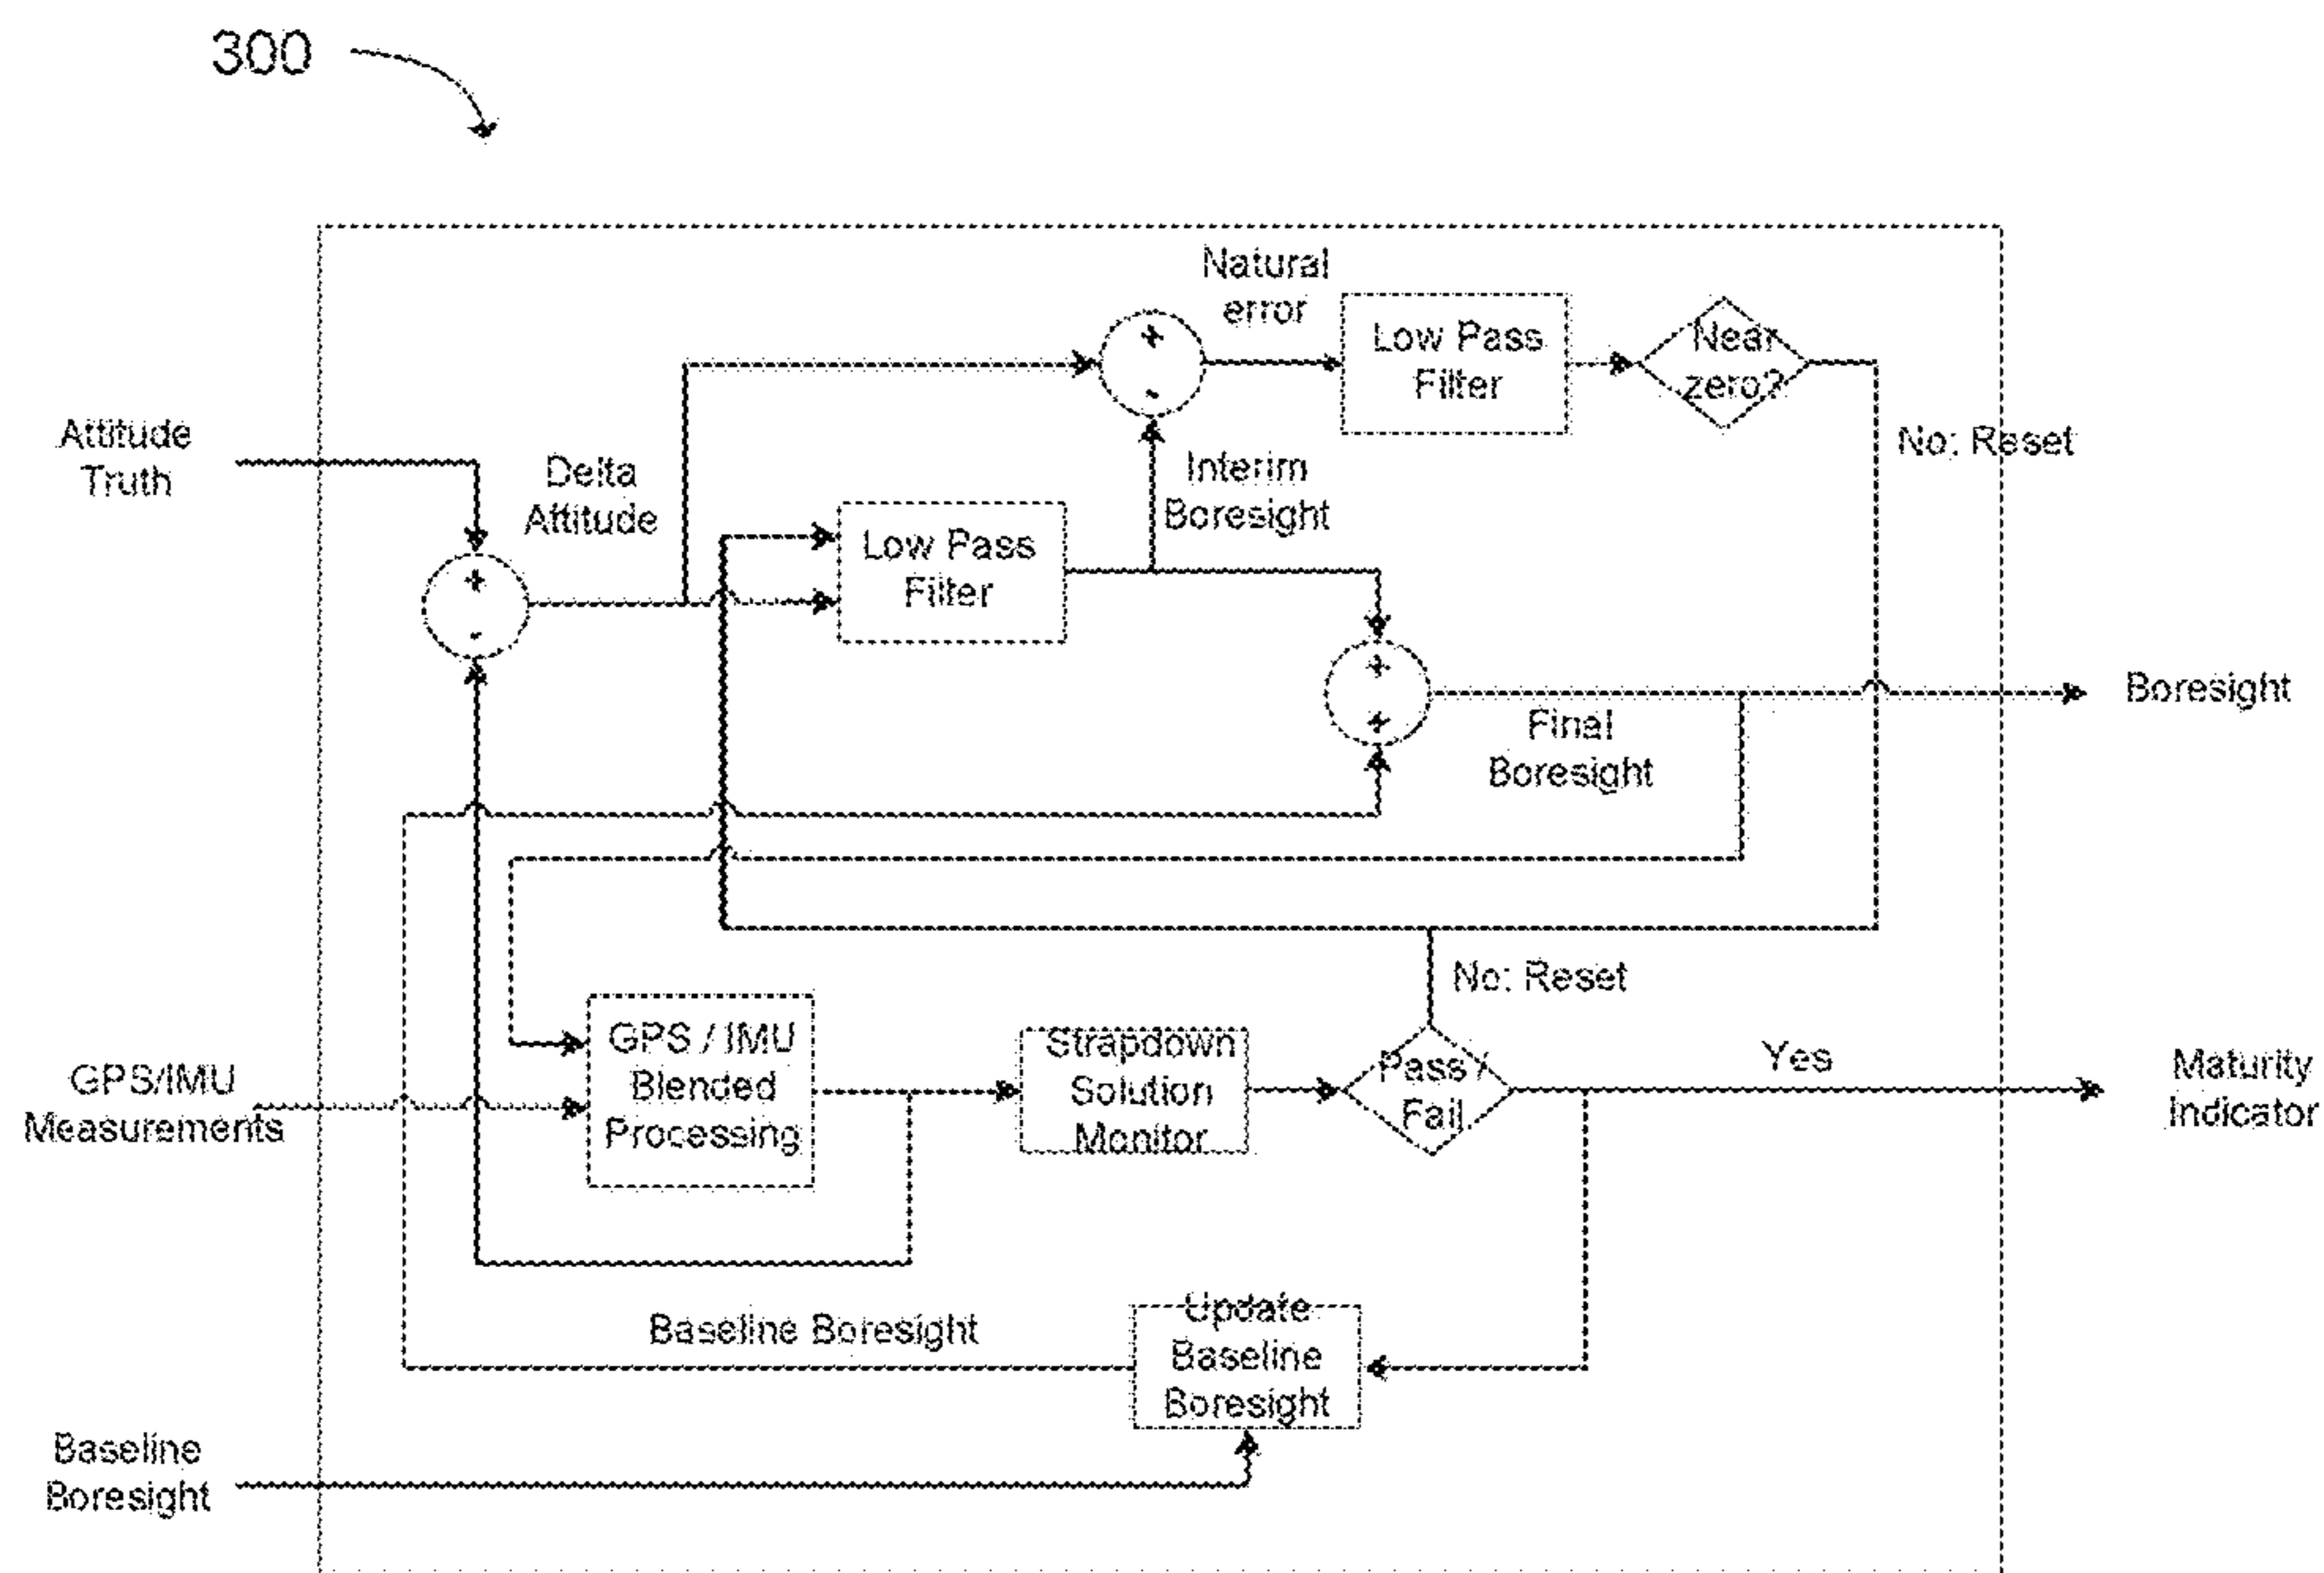 300
Natural
error
Low Pass
Filter
Near
zero?
No: Reset
Attitude
Truth
Delta
Attitude
+
-
Interim
Boresight
Low Pass
Filter
+
-
+
+
Final
Boresight
Boresight
No: Reset
GPS/IMU
Measurements
GPS / IMU
Blended
Processing
Strapdown
Solution
Monitor
Pass/
Fail
Yes
Maturity
Indicator
Baseline Boresight
Update
Baseline
Boresight
Baseline
Boresight